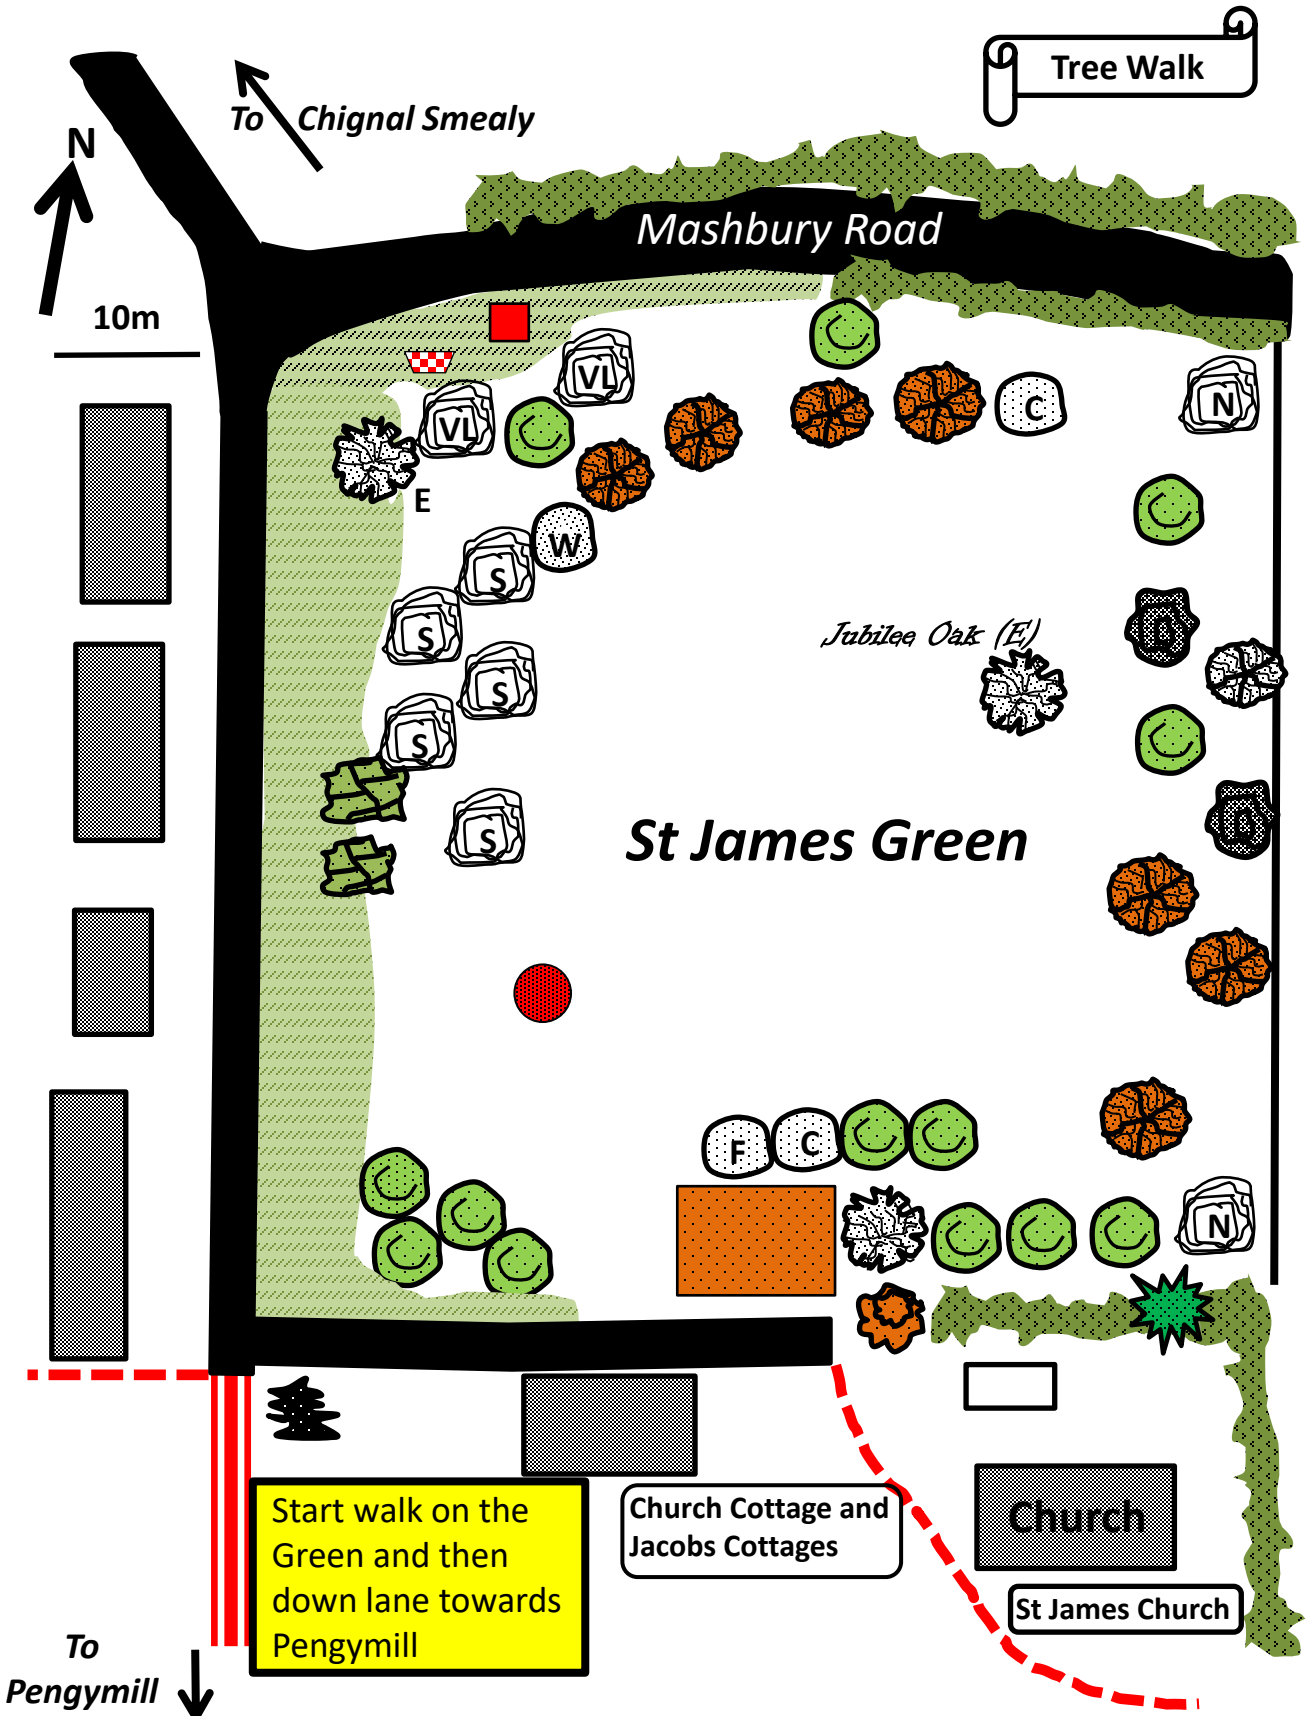 Tree Walk
To Chignal Smealy
N
Mashbury Road
10m
VL
VL
C
N
E
W
S
S
Jubilee Oak (E)
D
S
S
D
S
St James Green
F
C
N
Start walk on the
Green and then
down lane towards
Pengymill
Church Cottage and
Jacobs Cottages
Church
St James Church
To
Pengymill